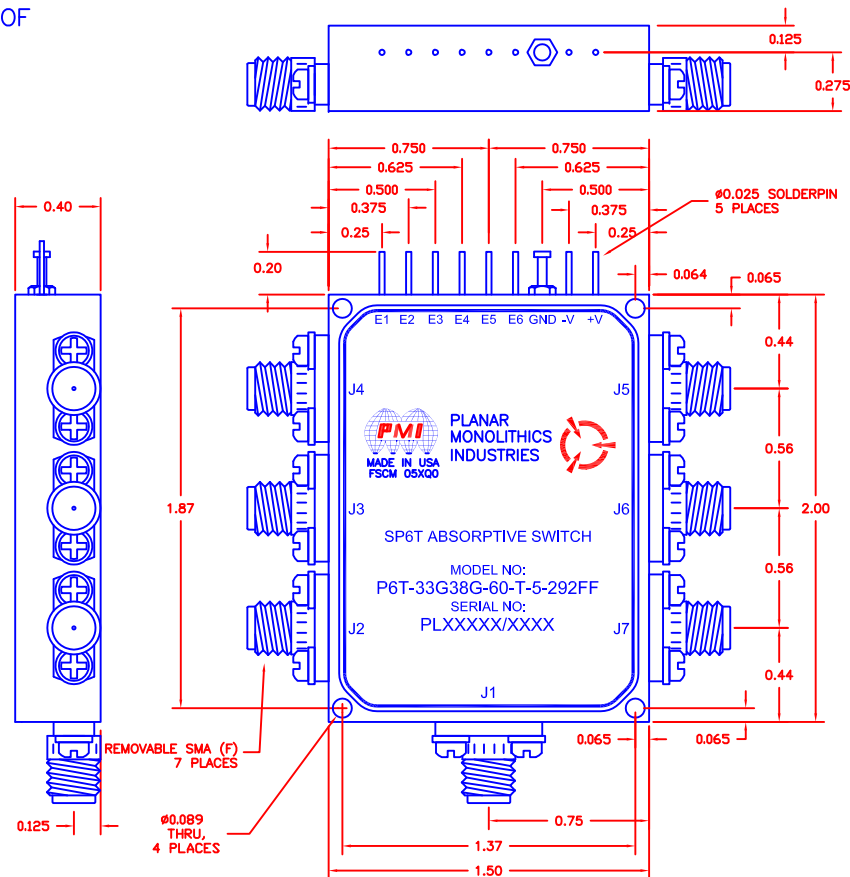 OF
0.125
0.275
0.750
0.750
0.625
0.625
0.500
0.500
0.375
0.375
0.25
0.25
ø0.025 SOLDERPIN
5 PLACES
0.40
0.20
0.064
0.065
E1 E2 E3 E4 E5 E6 GND -V +V
0.44
J4
J5
PMI
MADE IN USA
FSCM 05XQ0
PLANAR
MONOLITHICS
INDUSTRIES
0.56
1.87
J3
J6
2.00
SP6T ABSORPTIVE SWITCH
0.56
MODEL NO:
P6T-33G38G-60-T-5-292FF
SERIAL NO:
PLXXXXX/XXXX
J2
J7
0.44
J1
REMOVABLE SMA (F)
7 PLACES
0.065
0.065
0.125
ø0.089
THRU,
4 PLACES
0.75
1.37
1.50